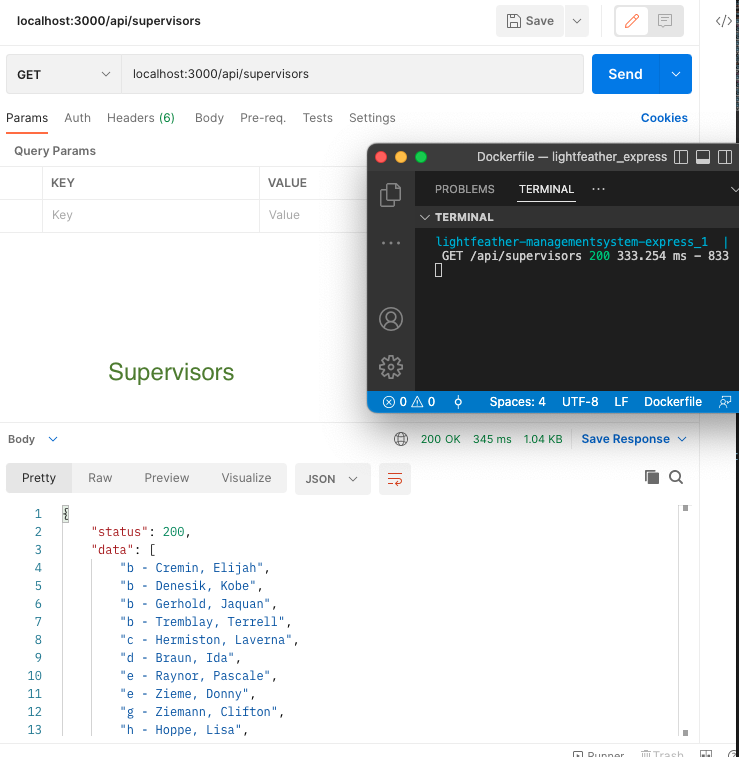 localhost:3000/api/supervisors
Save
</>
GET
localhost:3000/api/supervisors
Send
Params Auth Headers (6) Body Pre-req. Tests Settings Cookies
Query Params
KEY VALUE
Key Value
Dockerfile — lightfeather_express
PROBLEMS TERMINAL ···
TERMINAL
lightfeather-managementsystem-express_1 |
GET /api/supervisors 200 333.254 ms - 833
0 0 Spaces: 4 UTF-8 LF Dockerfile
Supervisors
Body 200 OK 345 ms 1.04 KB Save Response
Pretty Raw Preview Visualize JSON
1 {
2 "status": 200,
3 "data": [
4 "b - Cremin, Elijah",
5 "b - Denesik, Kobe",
6 "b - Gerhold, Jaquan",
7 "b - Tremblay, Terrell",
8 "c - Hermiston, Laverna",
9 "d - Braun, Ida",
10 "e - Raynor, Pascale",
11 "e - Zieme, Donny",
12 "g - Ziemann, Clifton",
13 "h - Hoppe, Lisa",
Runner Trash